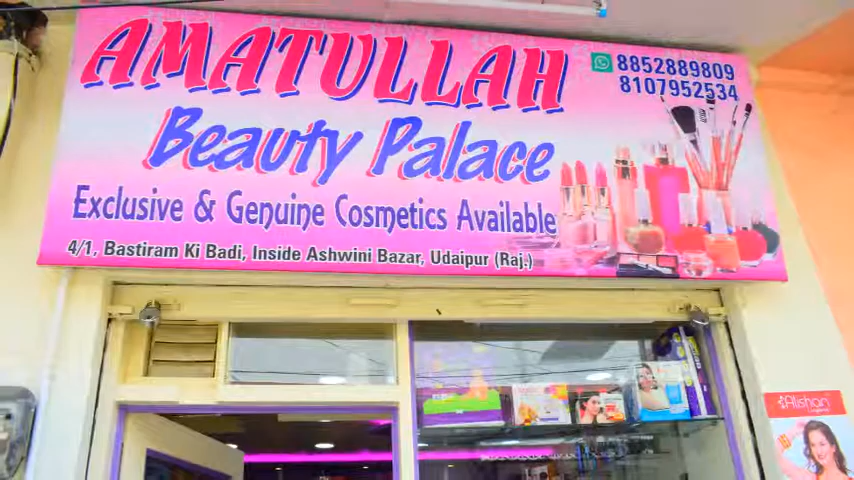 AMATULLAH
8852889809
8107952534
Beauty Palace
Exclusive & Genuine Cosmetics Available
4/1, Bastiram Ki Badi, Inside Ashwini Bazar, Udaipur (Raj.)
Alishan